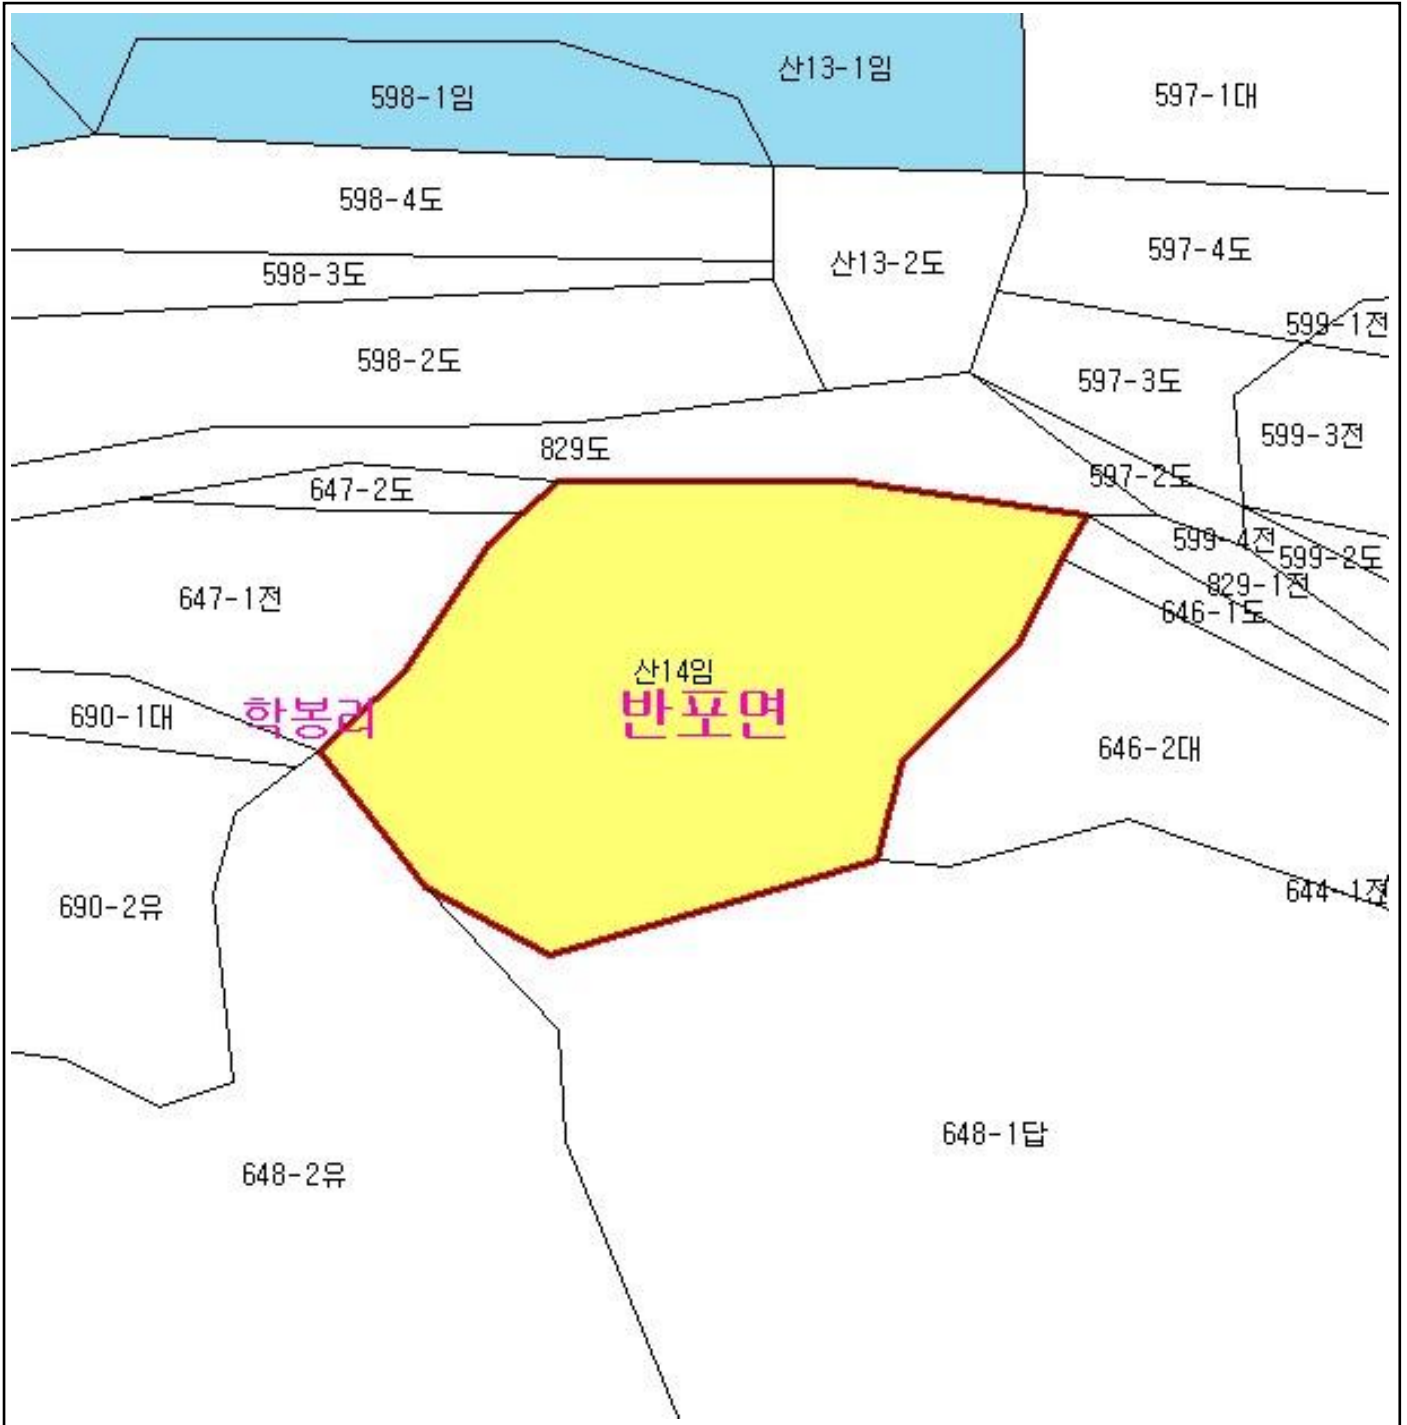 산13-1임
598-1임
597-1대
598-4도
597-4도
산13-2도
598-3도
599-1전
598-2도
597-3도
599-3전
829도
597-2도
647-2도
599-4전
599-2도
829-1전
647-1전
646-1도
산14임
학봉리
반포면
690-1대
646-2대
644-1전
690-2유
648-1답
648-2유